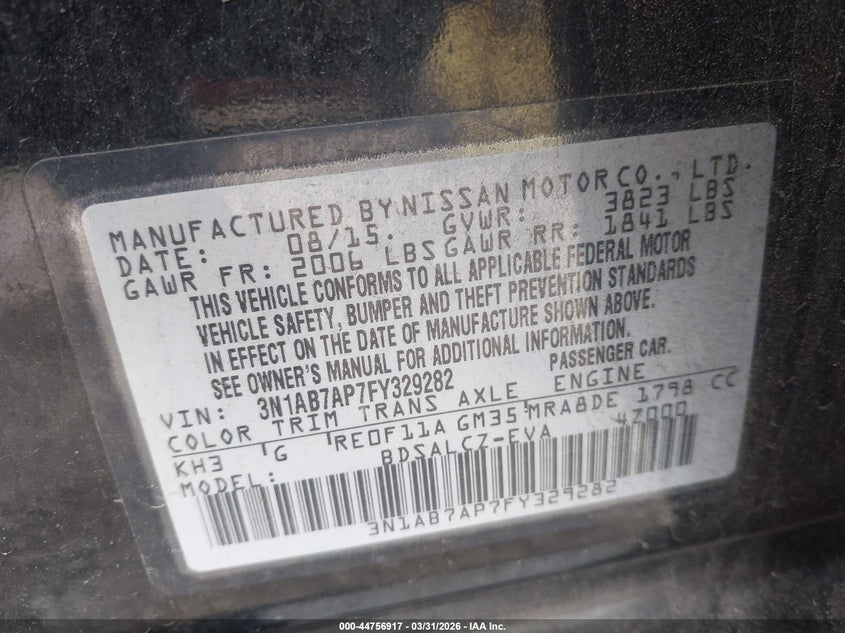 MANUFACTURED BY NISSAN MOTOR CO., LTD.
DATE: 08/15. GVWR: 3823 LBS
GAWR FR: 2006 LBS GAWR RR: 1841 LBS
THIS VEHICLE CONFORMS TO ALL APPLICABLE FEDERAL MOTOR
VEHICLE SAFETY, BUMPER AND THEFT PREVENTION STANDARDS
IN EFFECT ON THE DATE OF MANUFACTURE SHOWN ABOVE.
SEE OWNER'S MANUAL FOR ADDITIONAL INFORMATION.
VIN: 3N1AB7AP7FY329282 PASSENGER CAR.
COLOR TRIM TRANS AXLE ENGINE
KH3 G RE0F11A GM35 MRA8DE 1798 CC
MODEL: BDSALCZ-EVA 4Z000
3N1AB7AP7FY329282
000-44756917 | 03/31/2026 - IAA Inc.